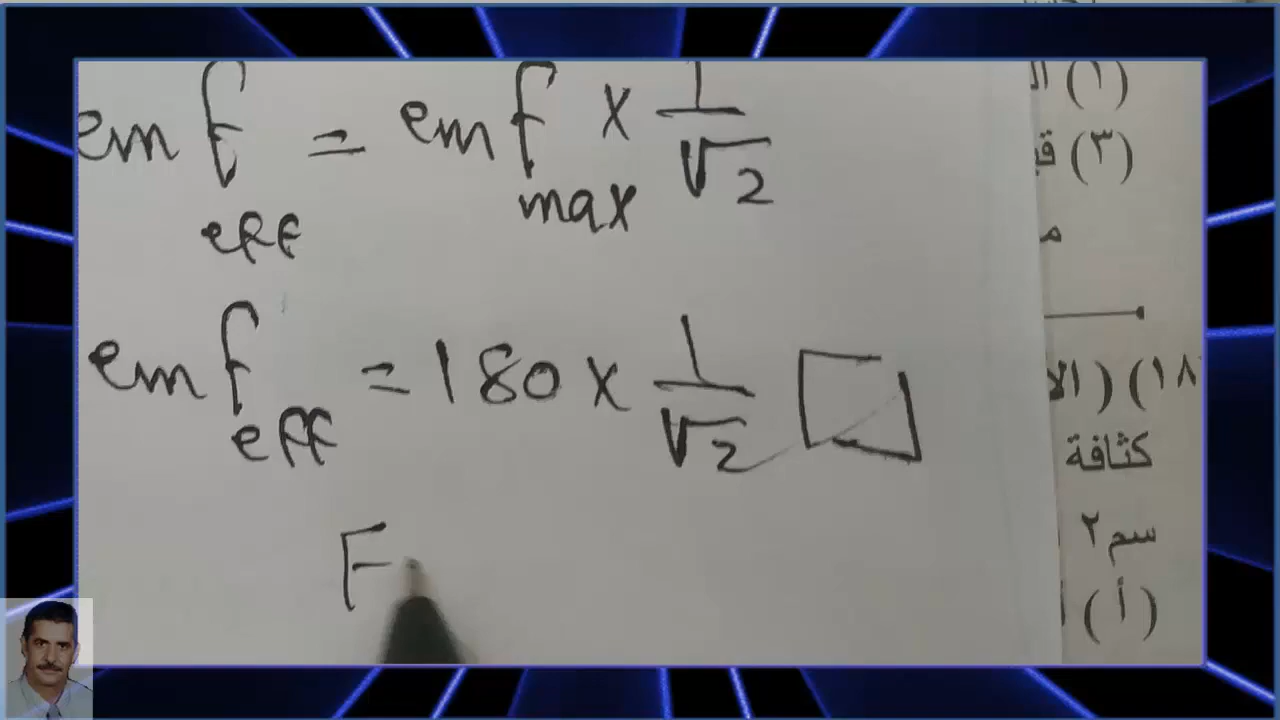 emf eff = emf max × 1/√2
emf eff = 180 × 1/√2
F
(١)
(٣)
١٨)
كثافة
سم٢
(أ)